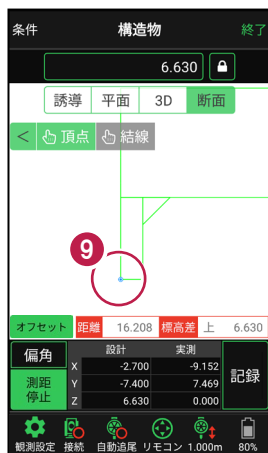 条件 構造物 終了
6.630
誘導 平面 3D 断面
< 頂点 結線
9
オフセット 距離 16.208 標高差 上 6.630
偏角 設計 実測
X -2.700 -9.152
測距停止 Y -7.400 7.469 記録
Z 6.630 0.000
観測設定 接続 自動追尾 リモコン 1.000m 80%